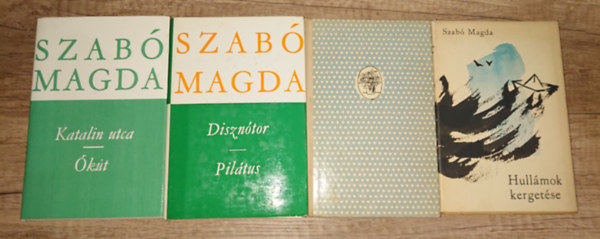 SZABÓ
MAGDA
Katalin utca
Ókút
SZABÓ
MAGDA
Disznótor
Pilátus
Szabó Magda
Hullámok
kergetése